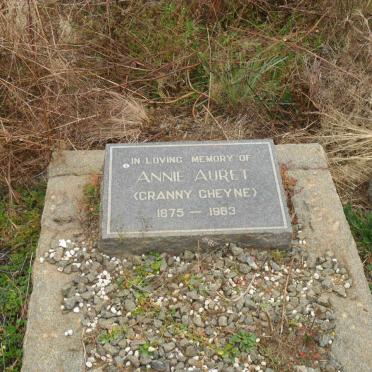 IN LOVING MEMORY OF
ANNIE AURET
(GRANNY CHEYNE)
1875 — 1963